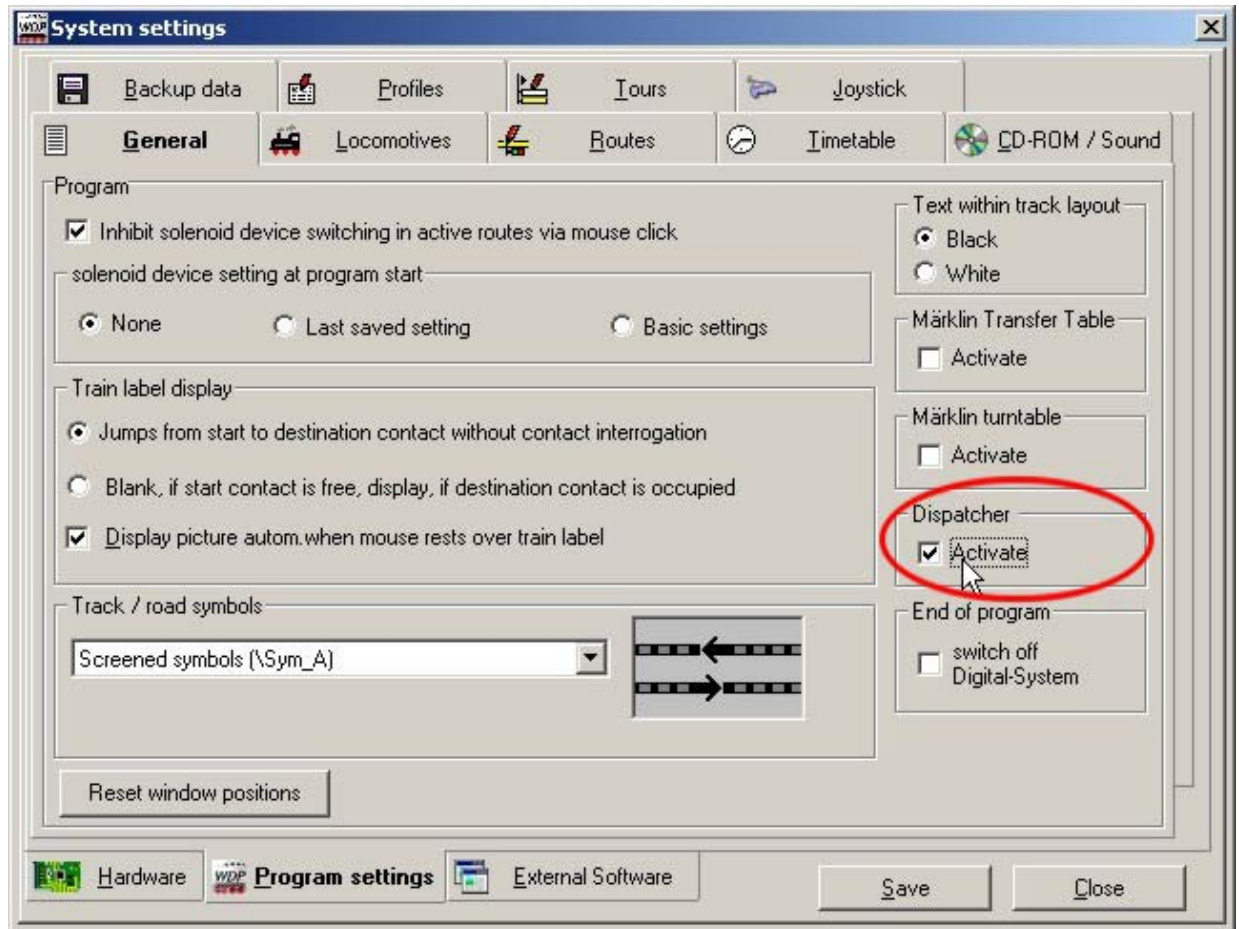 WDP System settings
Backup data
Profiles
Tours
Joystick
General
Locomotives
Routes
Timetable
CD-ROM / Sound
Program
Inhibit solenoid device switching in active routes via mouse click
solenoid device setting at program start
None
Last saved setting
Basic settings
Train label display
Jumps from start to destination contact without contact interrogation
Blank, if start contact is free, display, if destination contact is occupied
Display picture autom.when mouse rests over train label
Track / road symbols
Screened symbols (\Sym_A)
Reset window positions
Text within track layout
Black
White
Märklin Transfer Table
Activate
Märklin turntable
Activate
Dispatcher
Activate
End of program
switch off
Digital-System
Hardware
WDP Program settings
External Software
Save
Close